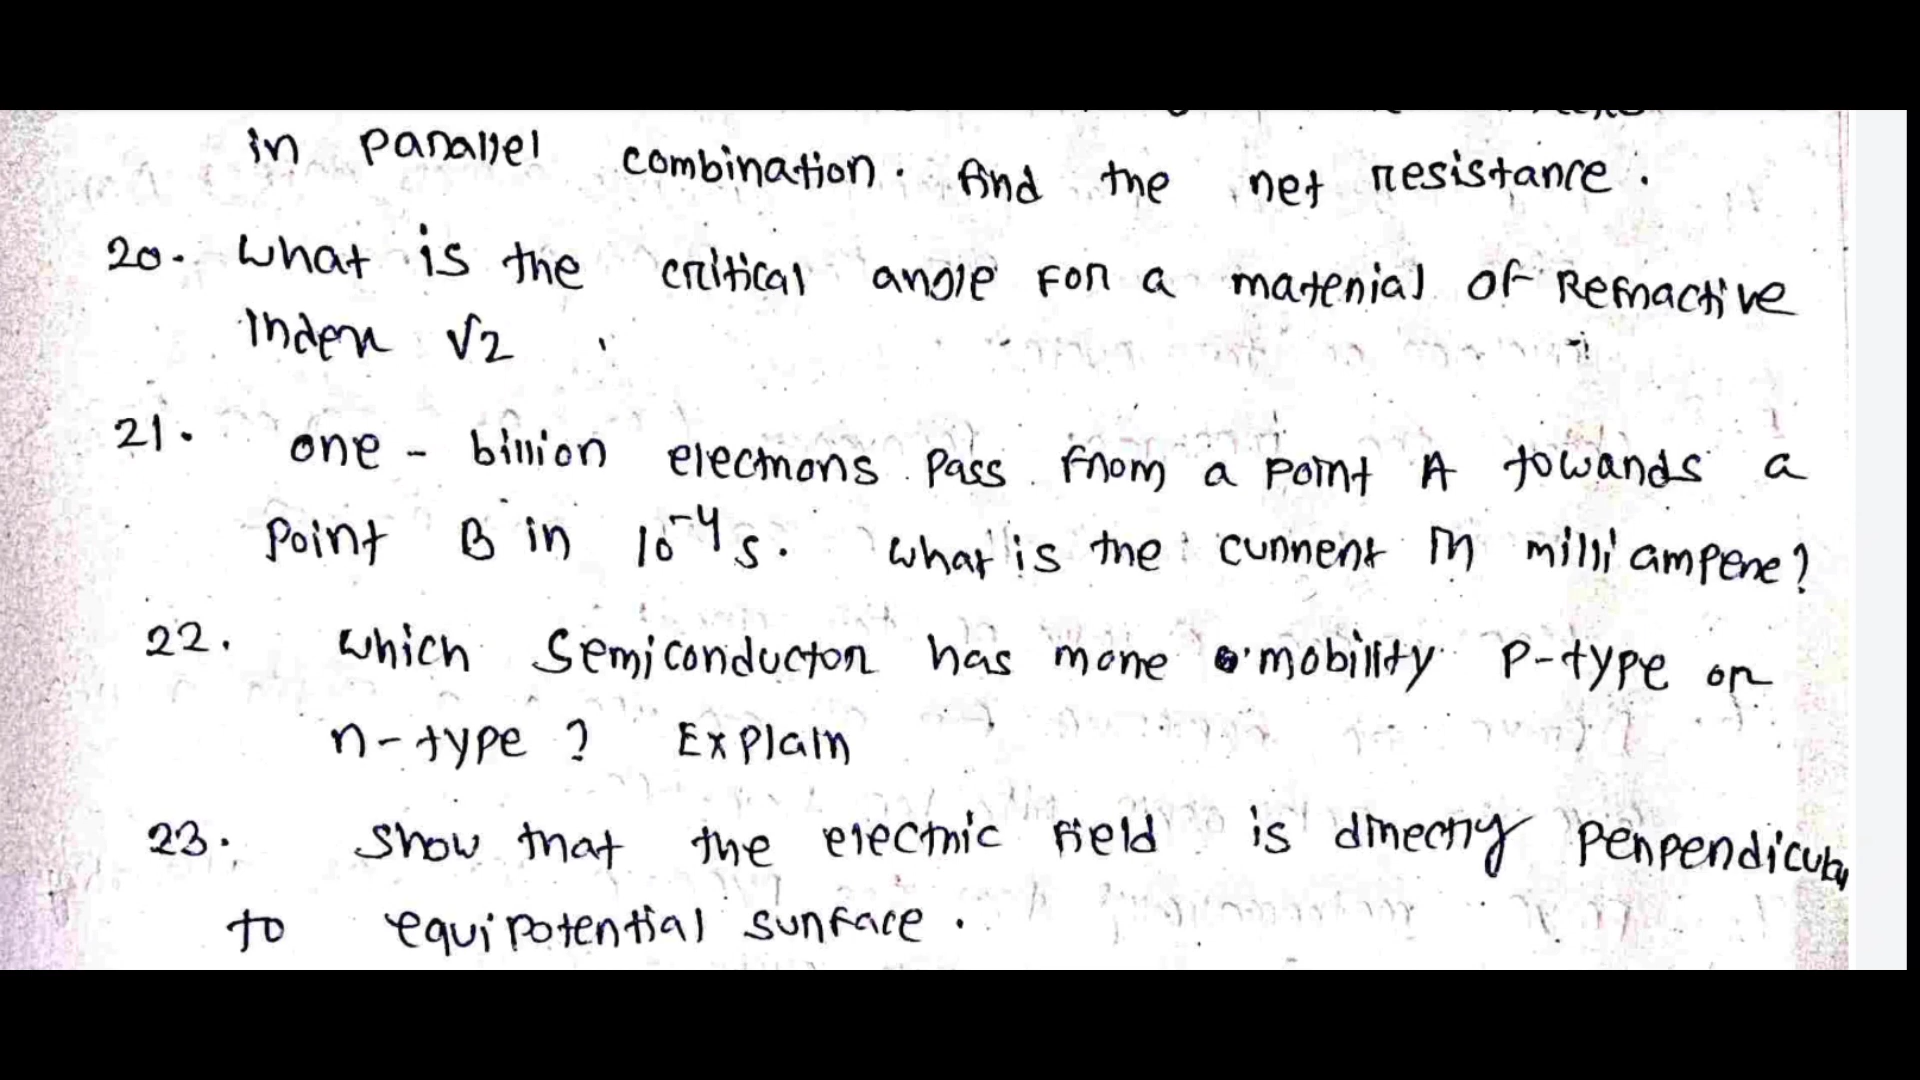 in parallel combination. find the net resistance.
20. What is the critical angle For a material of Refractive
Index √2
21. one - billion electrons pass from a point A towards a
point B in 10⁻⁴ s. what is the current in milli ampere?
22. which semiconductor has more mobility P-type or
n-type ? Explain
23. show that the electric field is directly perpendicular
to equipotential surface.